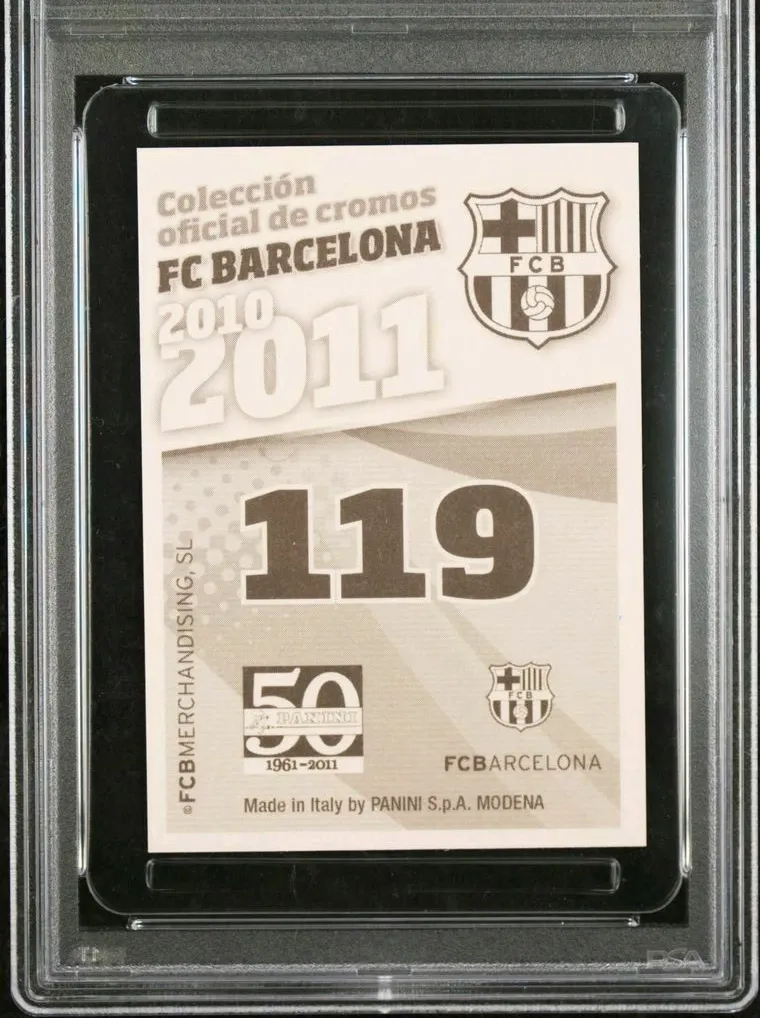 Colección
oficial de cromos
FC BARCELONA
2010
2011
FCB
119
©FCBMERCHANDISING, SL
50
PANINI
1961-2011
FCB
FCBARCELONA
Made in Italy by PANINI S.p.A. MODENA
PSA